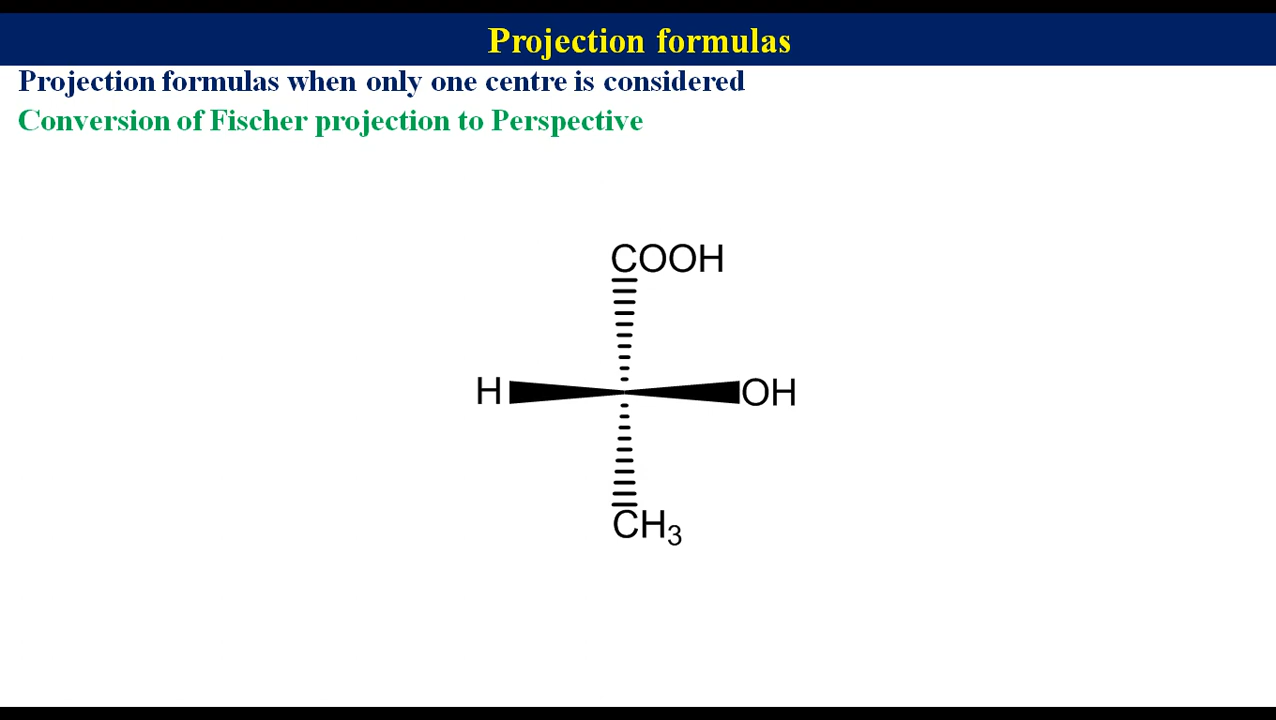 Projection formulas
Projection formulas when only one centre is considered
Conversion of Fischer projection to Perspective
COOH
H OH
CH3